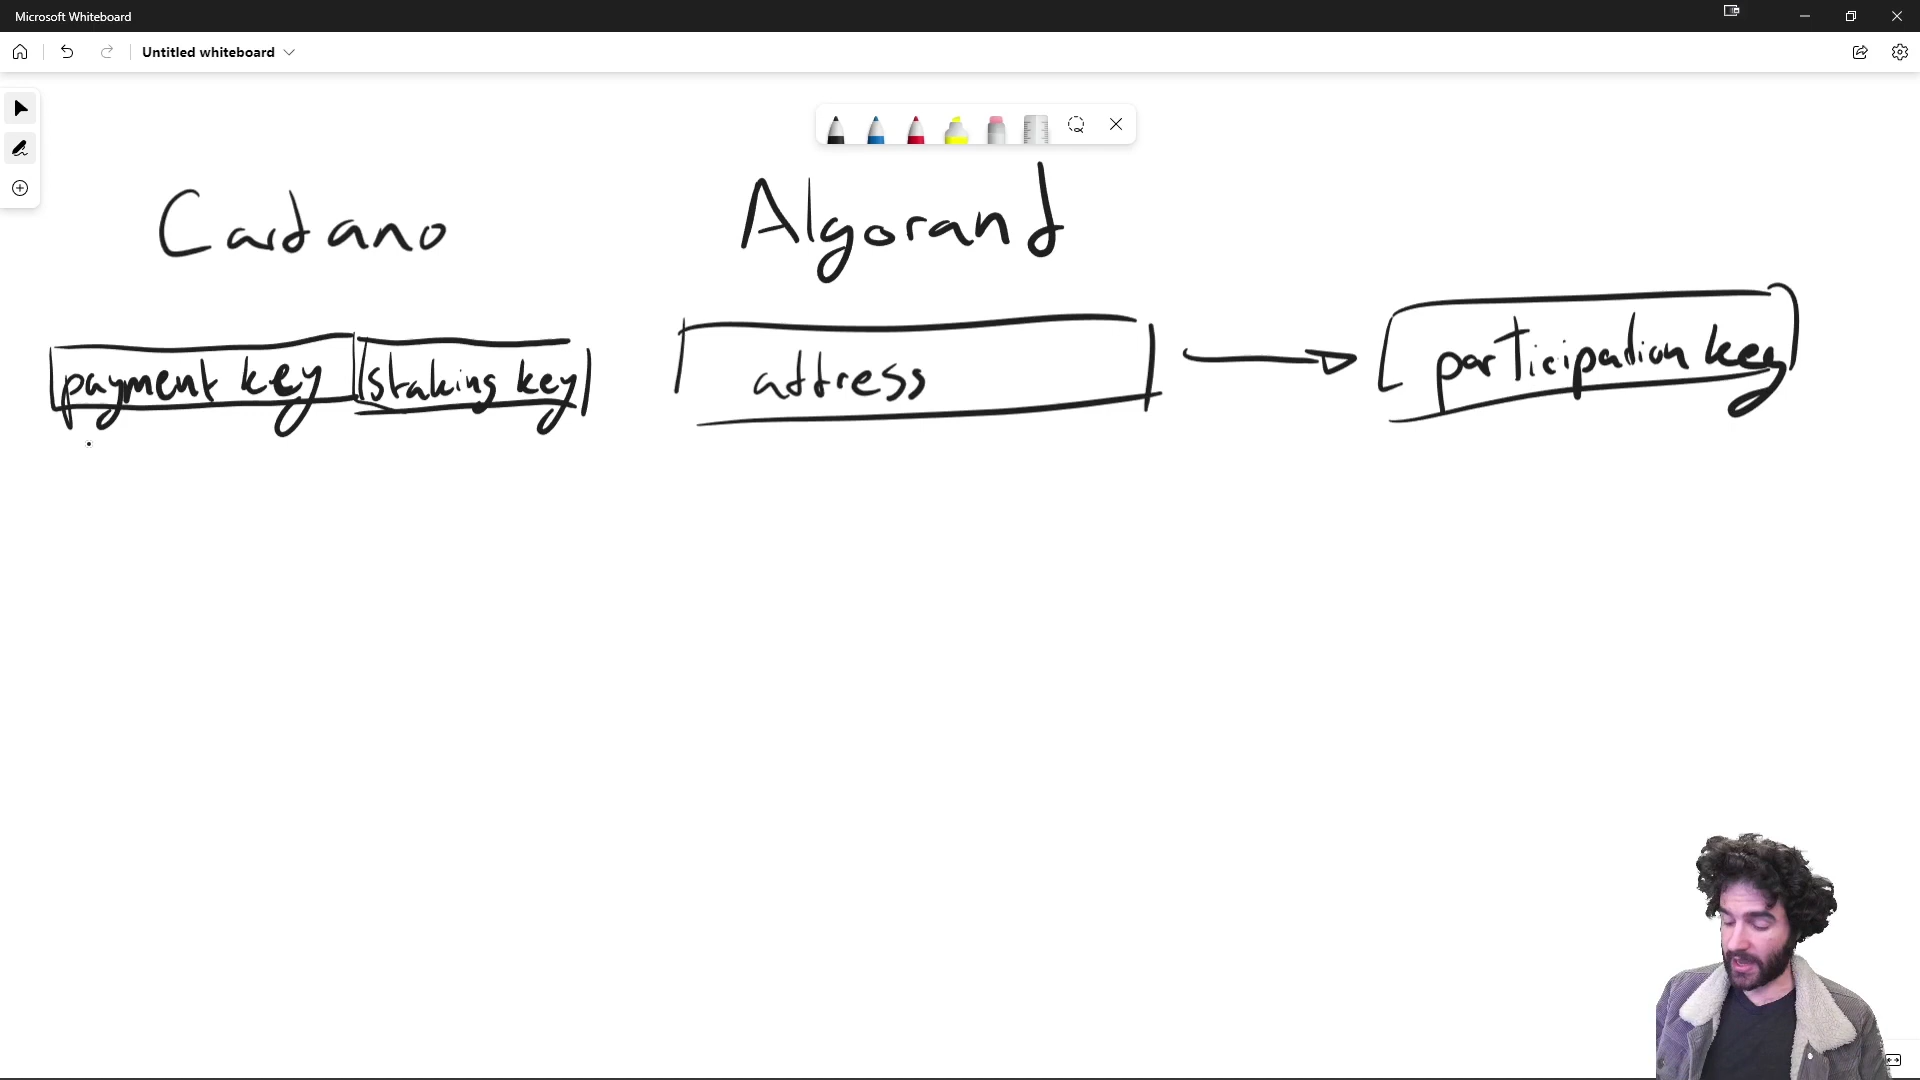 Microsoft Whiteboard
Untitled whiteboard
Cardano
Algorand
payment key staking key
address
participation key